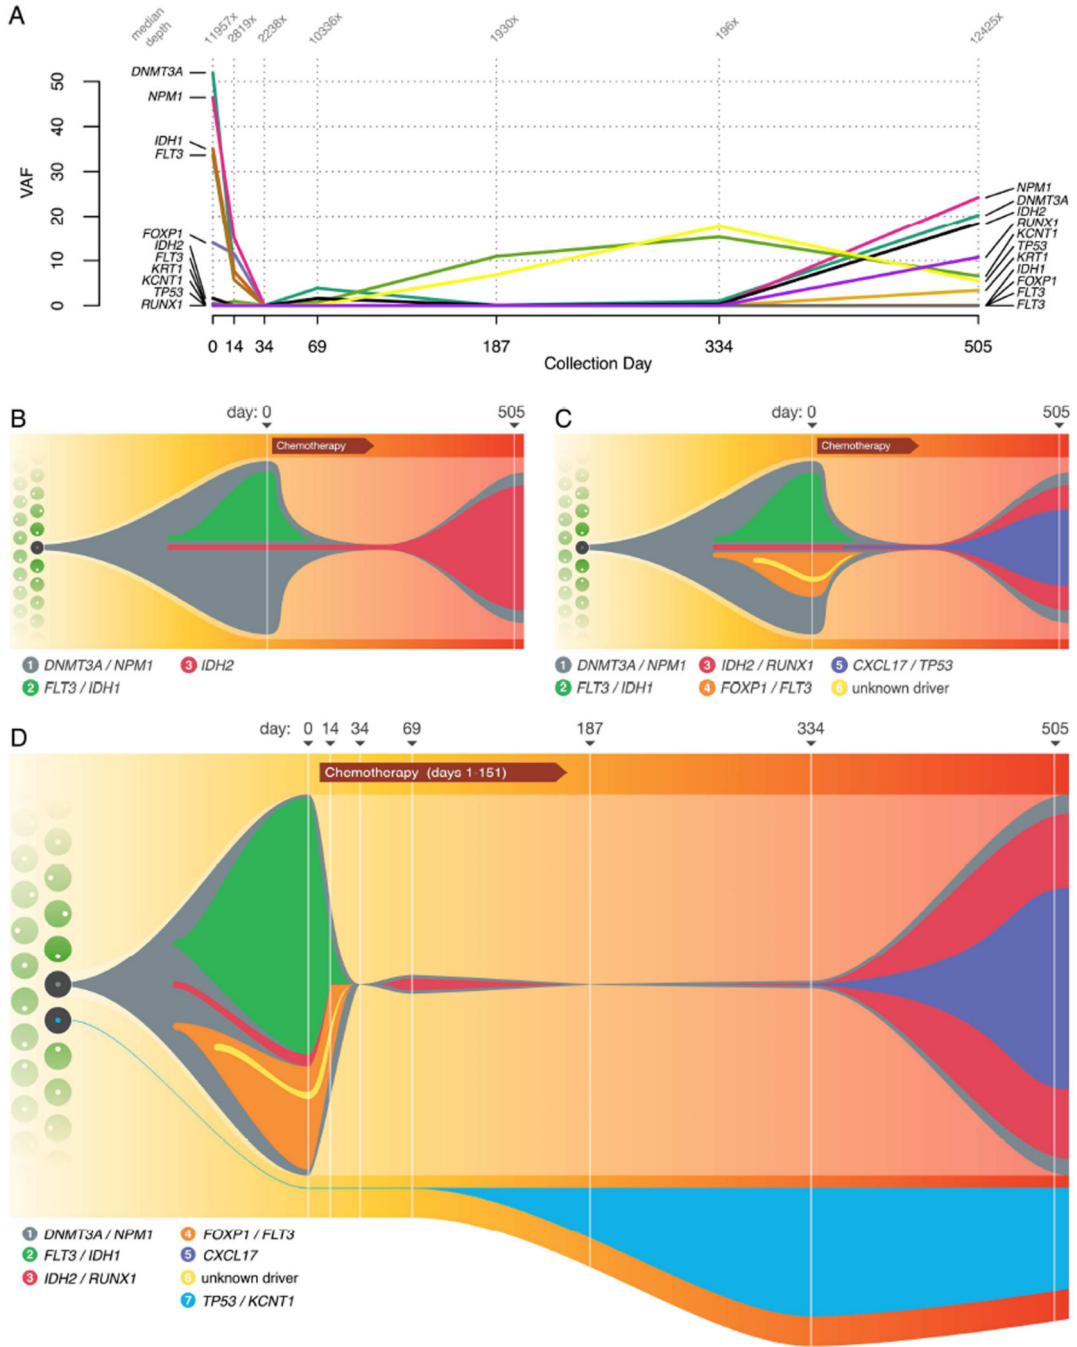 A
median depth
11957x
2819x
2238x
10336x
1930x
196x
12425x
VAF
50
40
30
20
10
0
DNMT3A
NPM1
IDH1
FLT3
FOXP1
IDH2
FLT3
KRT1
KCNT1
TP53
RUNX1
NPM1
DNMT3A
IDH2
RUNX1
KCNT1
TP53
KRT1
IDH1
FOXP1
FLT3
FLT3
0 14 34 69 187 334 505
Collection Day
B
day: 0 505
Chemotherapy
1 DNMT3A / NPM1 3 IDH2
2 FLT3 / IDH1
C
day: 0 505
Chemotherapy
1 DNMT3A / NPM1 3 IDH2 / RUNX1 5 CXCL17 / TP53
2 FLT3 / IDH1 4 FOXP1 / FLT3 6 unknown driver
D
day: 0 14 34 69 187 334 505
Chemotherapy (days 1-151)
1 DNMT3A / NPM1 4 FOXP1 / FLT3
2 FLT3 / IDH1 5 CXCL17
3 IDH2 / RUNX1 6 unknown driver
7 TP53 / KCNT1